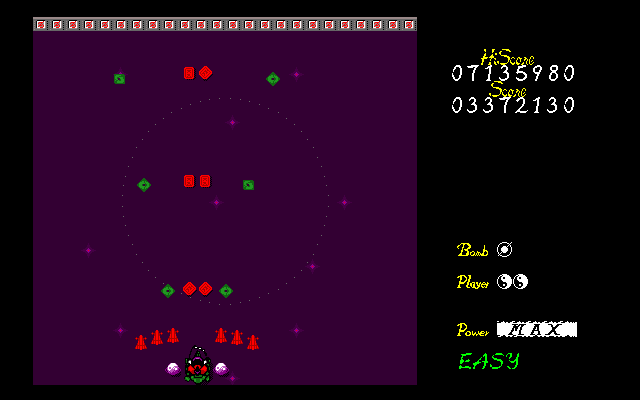 HiScore
07135980
Score
03372130
Bomb
Player
Power MAX
EASY